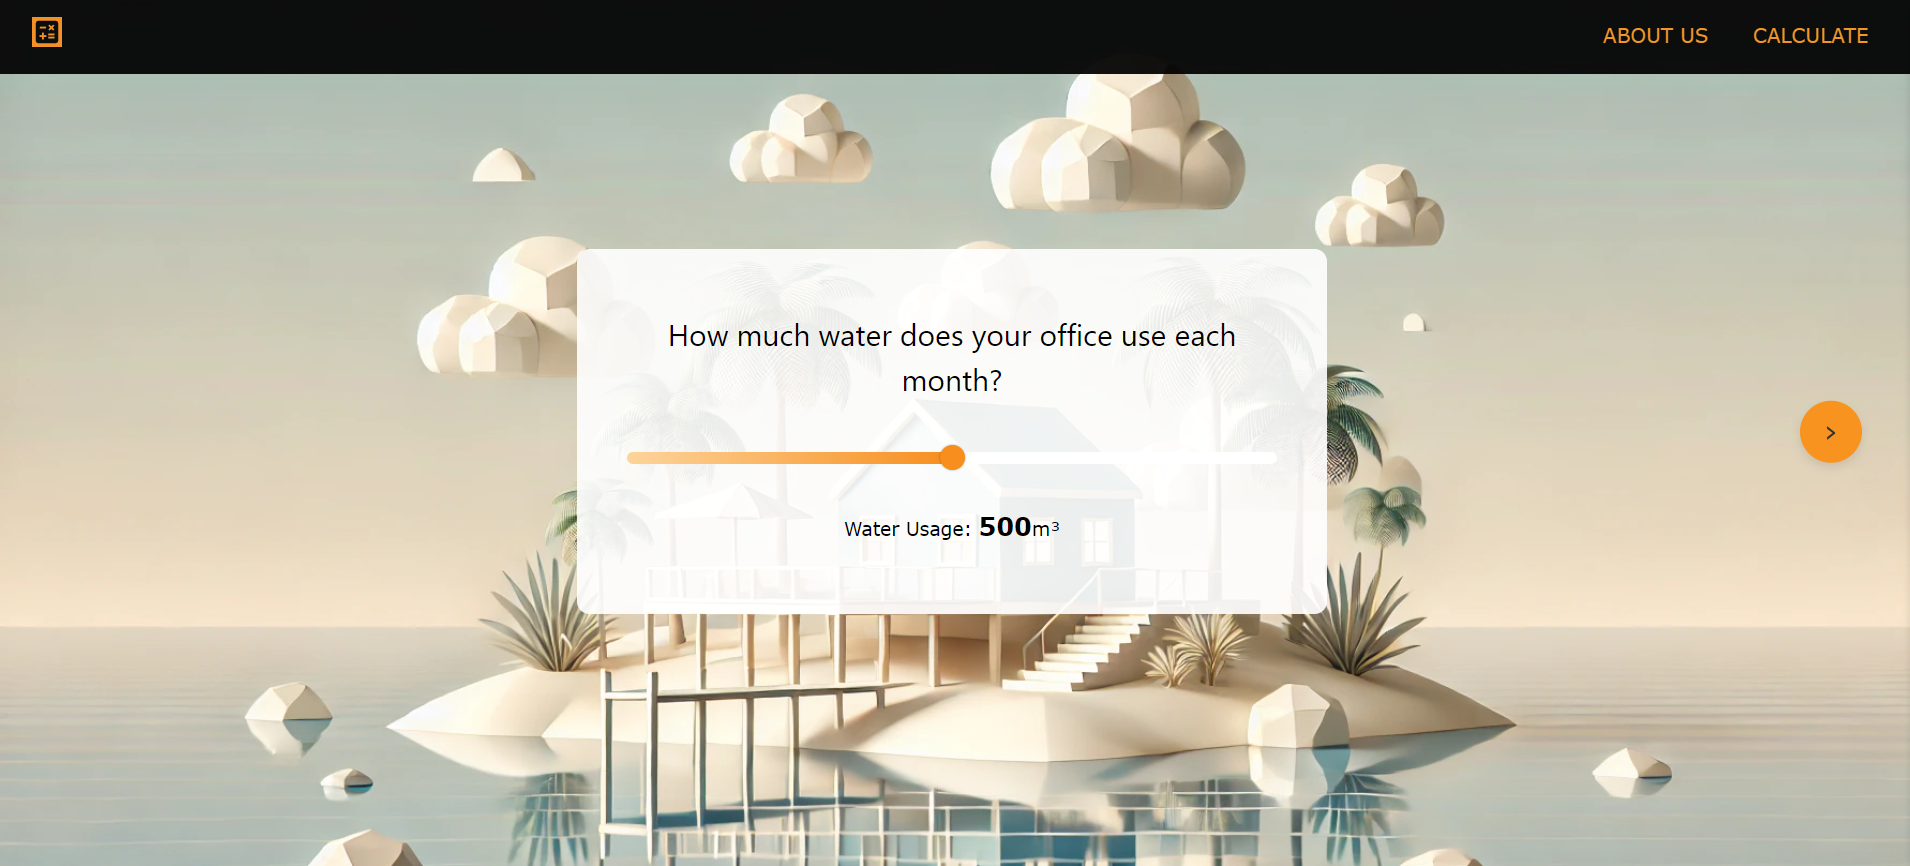 ABOUT US
CALCULATE
How much water does your office use each
month?
Water Usage: 500m³